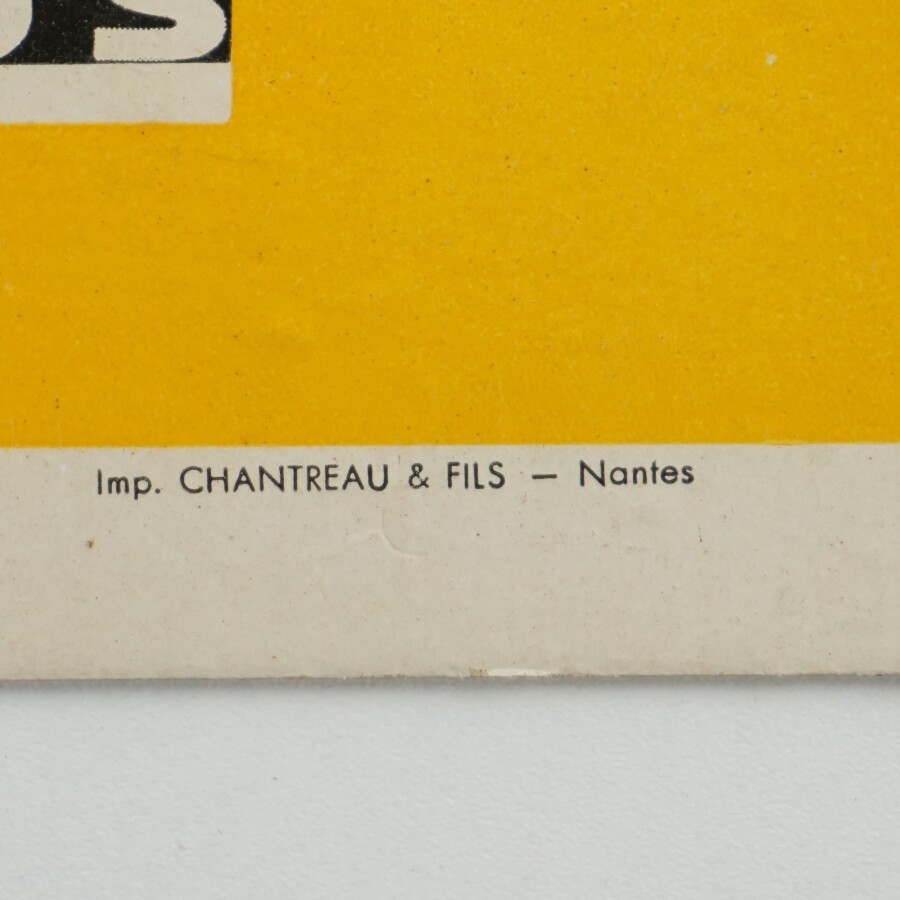 Imp. CHANTREAU & FILS — Nantes